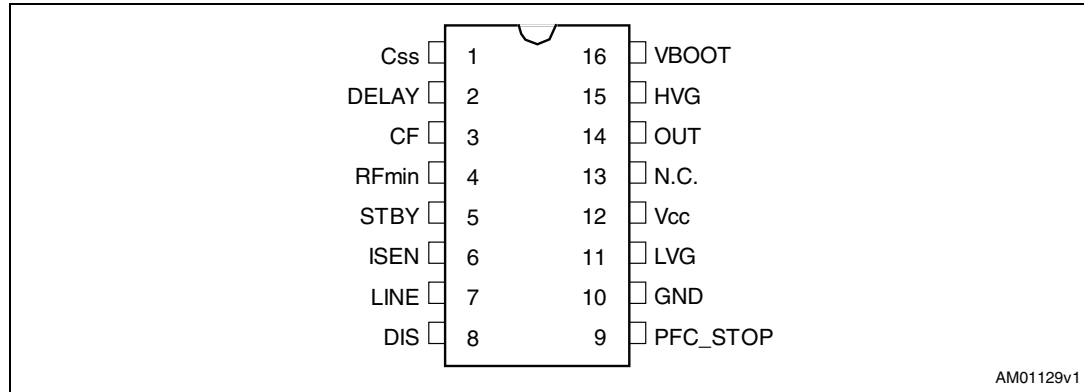 Css 1 16 VBOOT
DELAY 2 15 HVG
CF 3 14 OUT
RFmin 4 13 N.C.
STBY 5 12 Vcc
ISEN 6 11 LVG
LINE 7 10 GND
DIS 8 9 PFC_STOP
AM01129v1